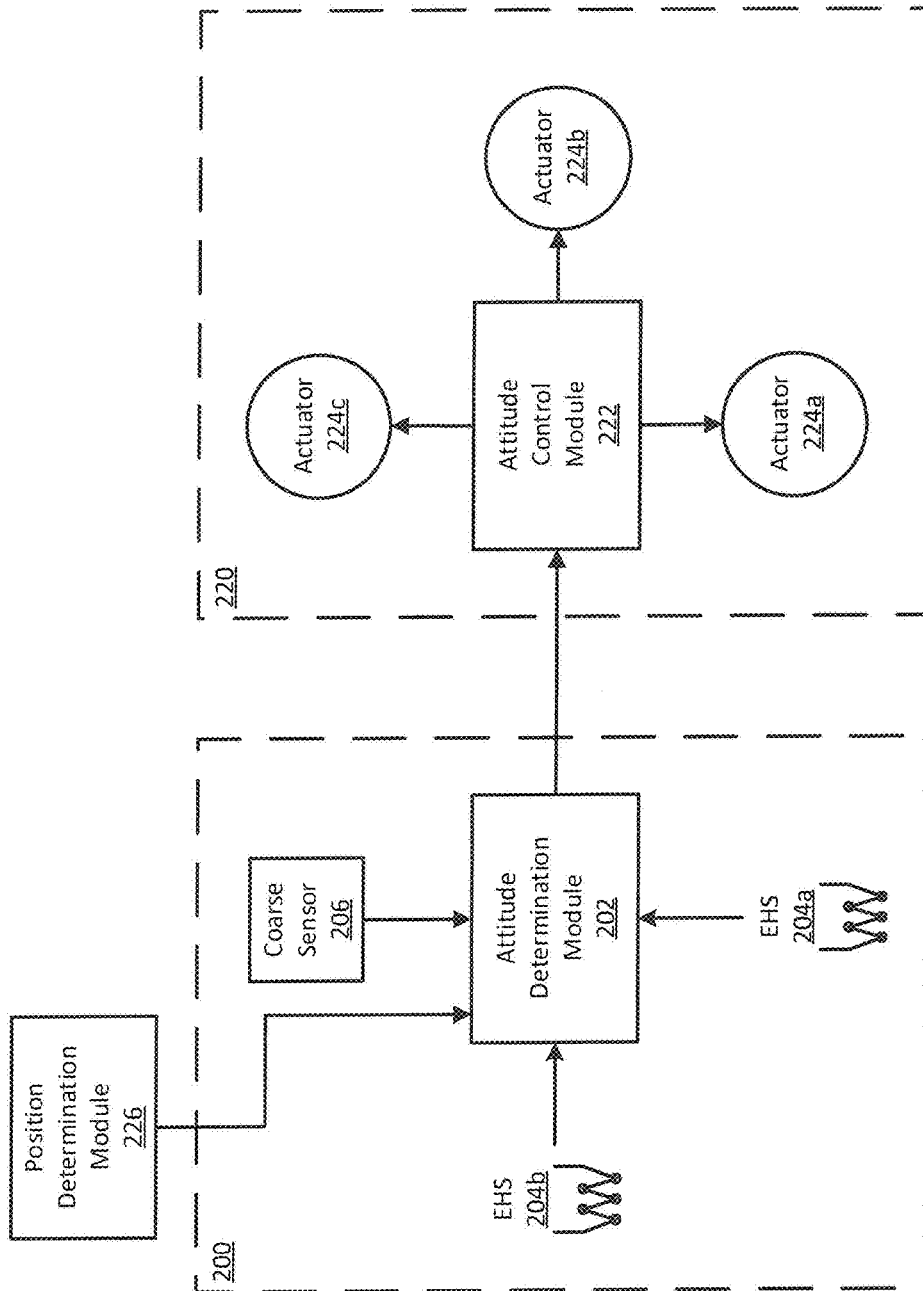 Position
Determination
Module
226
200
Coarse
Sensor
206
EHS
204b
Attitude
Determination
Module
202
EHS
204a
220
Actuator
224c
Attitude
Control
Module
222
Actuator
224b
Actuator
224a